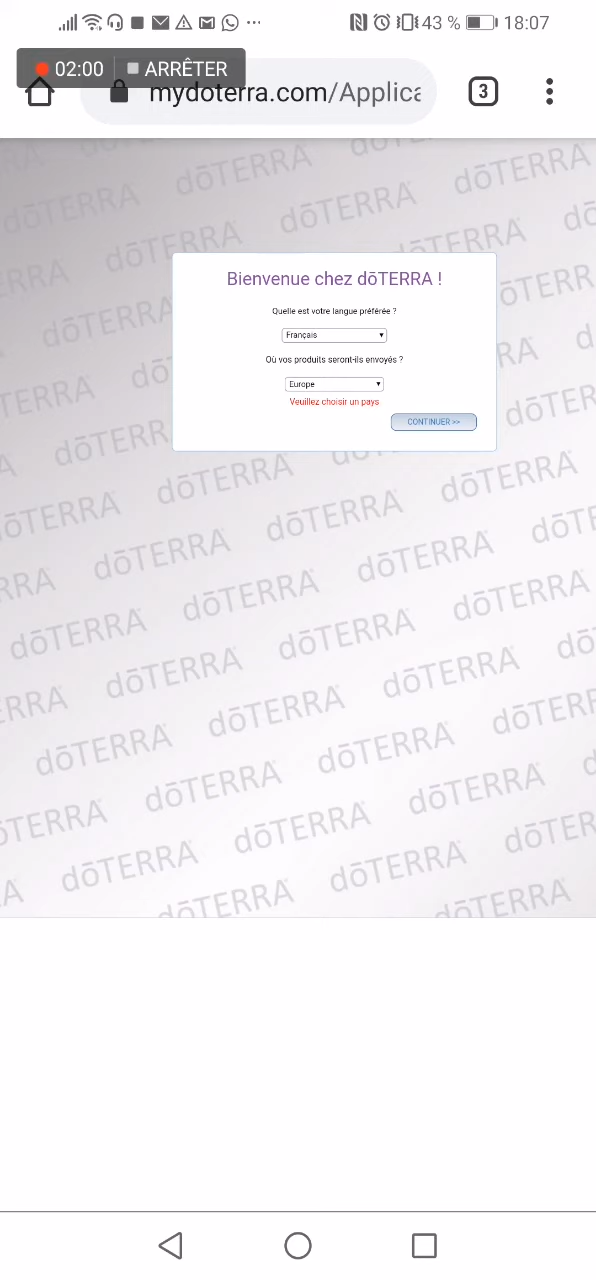 43 % 18:07
02:00 ARRÊTER
mydoterra.com/Applica
3
Bienvenue chez dōTERRA !
Quelle est votre langue préférée ?
Français
Où vos produits seront-ils envoyés ?
Europe
Veuillez choisir un pays
CONTINUER >>
dōTERRA